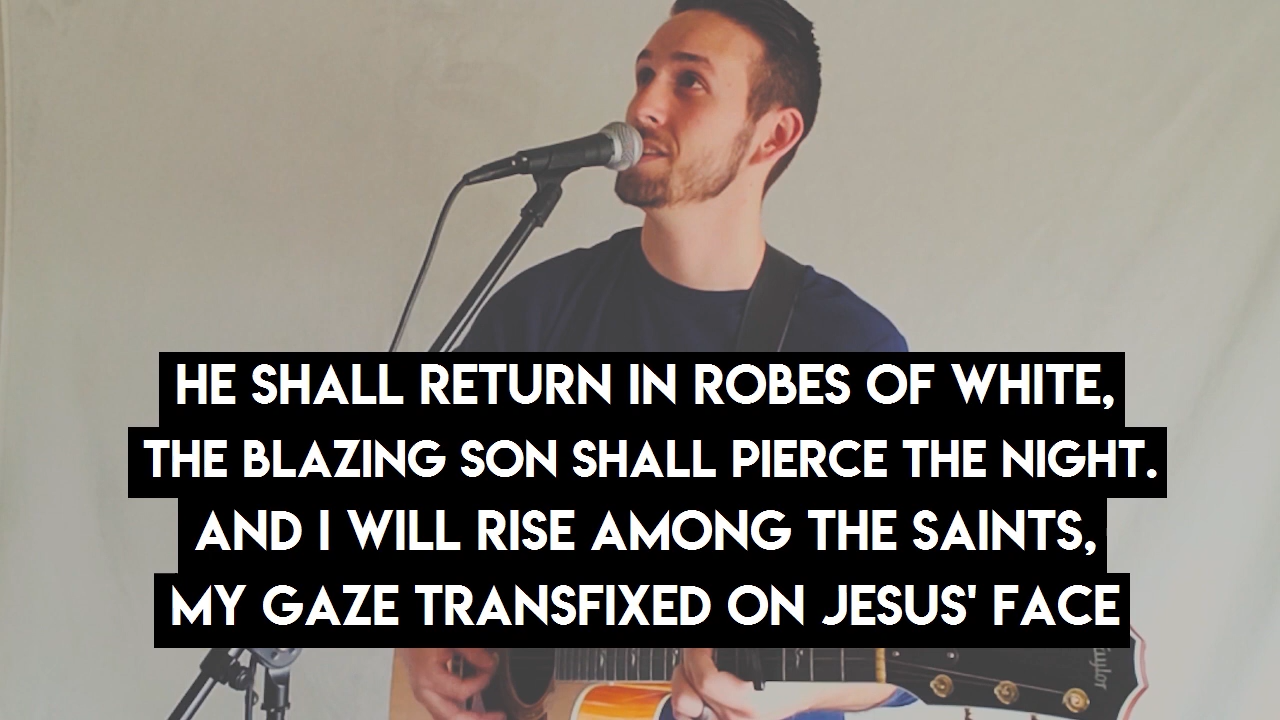 HE SHALL RETURN IN ROBES OF WHITE,
THE BLAZING SON SHALL PIERCE THE NIGHT.
AND I WILL RISE AMONG THE SAINTS,
MY GAZE TRANSFIXED ON JESUS' FACE
Taylor